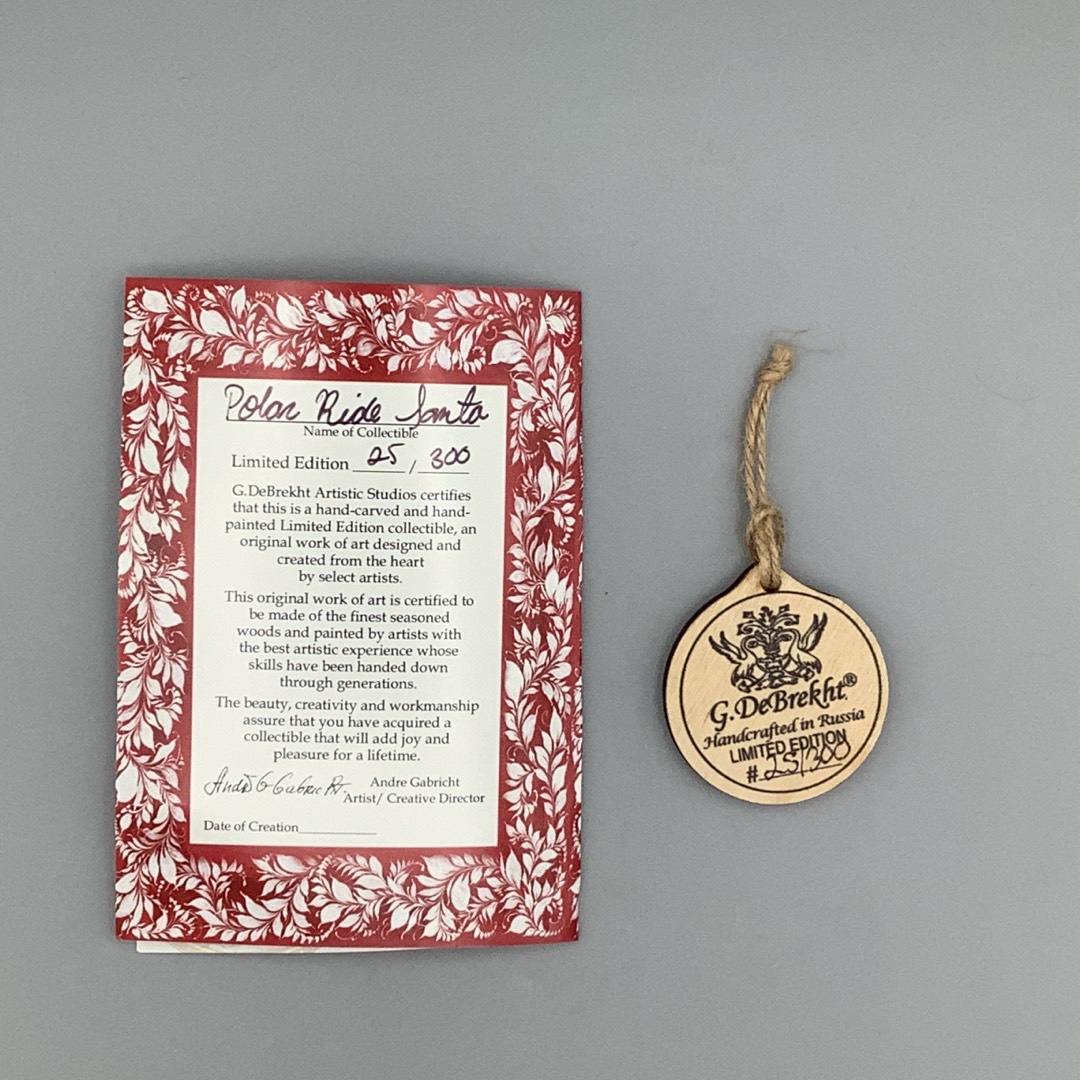 Polar Ride Santa
Name of Collectible
Limited Edition 25 / 300
G.DeBrekht Artistic Studios certifies
that this is a hand-carved and hand-
painted Limited Edition collectible, an
original work of art designed and
created from the heart
by select artists.
This original work of art is certified to
be made of the finest seasoned
woods and painted by artists with
the best artistic experience whose
skills have been handed down
through generations.
The beauty, creativity and workmanship
assure that you have acquired a
collectible that will add joy and
pleasure for a lifetime.
Andre G Gabricht. Andre Gabricht
Artist/ Creative Director
Date of Creation
G.DeBrekht®
Handcrafted in Russia
LIMITED EDITION
# 25/300